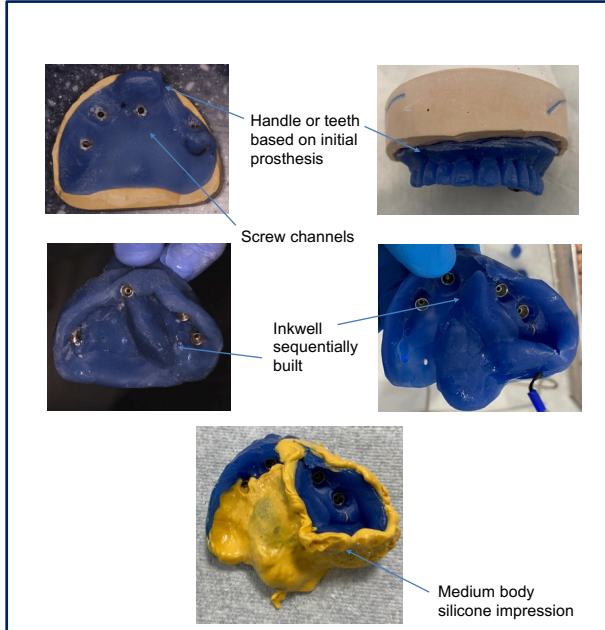 Handle or teeth
based on initial
prosthesis
Screw channels
Inkwell
sequentially
built
Medium body
silicone impression